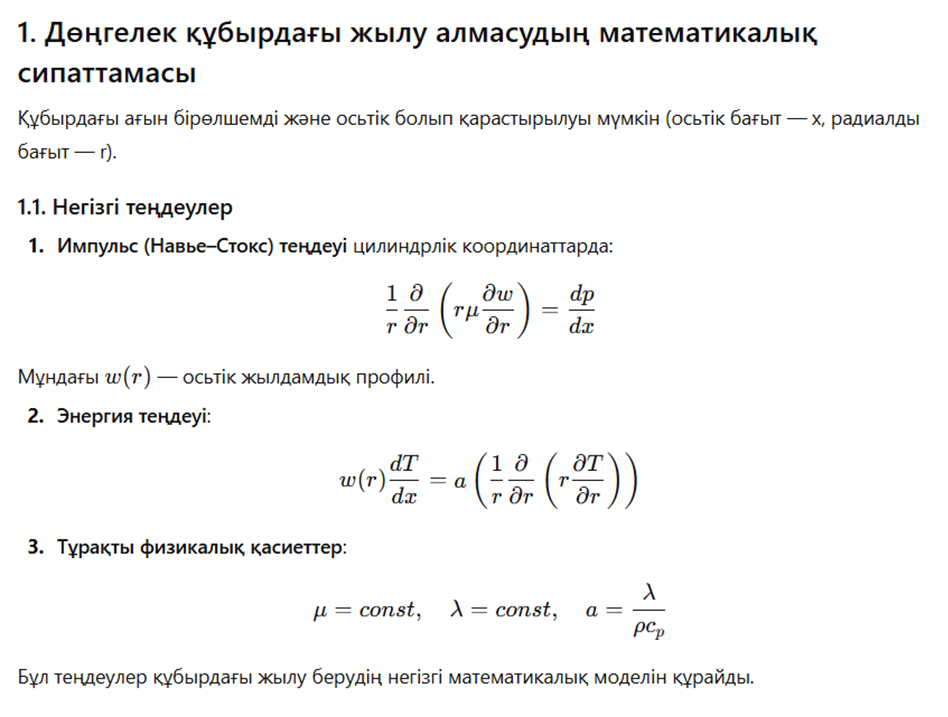 1. Дөңгелек құбырдағы жылу алмасудың математикалық
сипаттамасы
Құбырдағы ағын бірөлшемді және осьтік болып қарастырылуы мүмкін (осьтік бағыт — x, радиалды
бағыт — r).
1.1. Негізгі теңдеулер
1. Импульс (Навье–Стокс) теңдеуі цилиндрлік координаттарда:
\frac{1}{r}\frac{\partial}{\partial r}\left(r\mu\frac{\partial w}{\partial r}\right) = \frac{dp}{dx}
Мұндағы w(r) — осьтік жылдамдық профилі.
2. Энергия теңдеуі:
w(r)\frac{dT}{dx} = a\left(\frac{1}{r}\frac{\partial}{\partial r}\left(r\frac{\partial T}{\partial r}\right)\right)
3. Тұрақты физикалық қасиеттер:
\mu = const, \quad \lambda = const, \quad a = \frac{\lambda}{\rho c_p}
Бұл теңдеулер құбырдағы жылу берудің негізгі математикалық моделін құрайды.